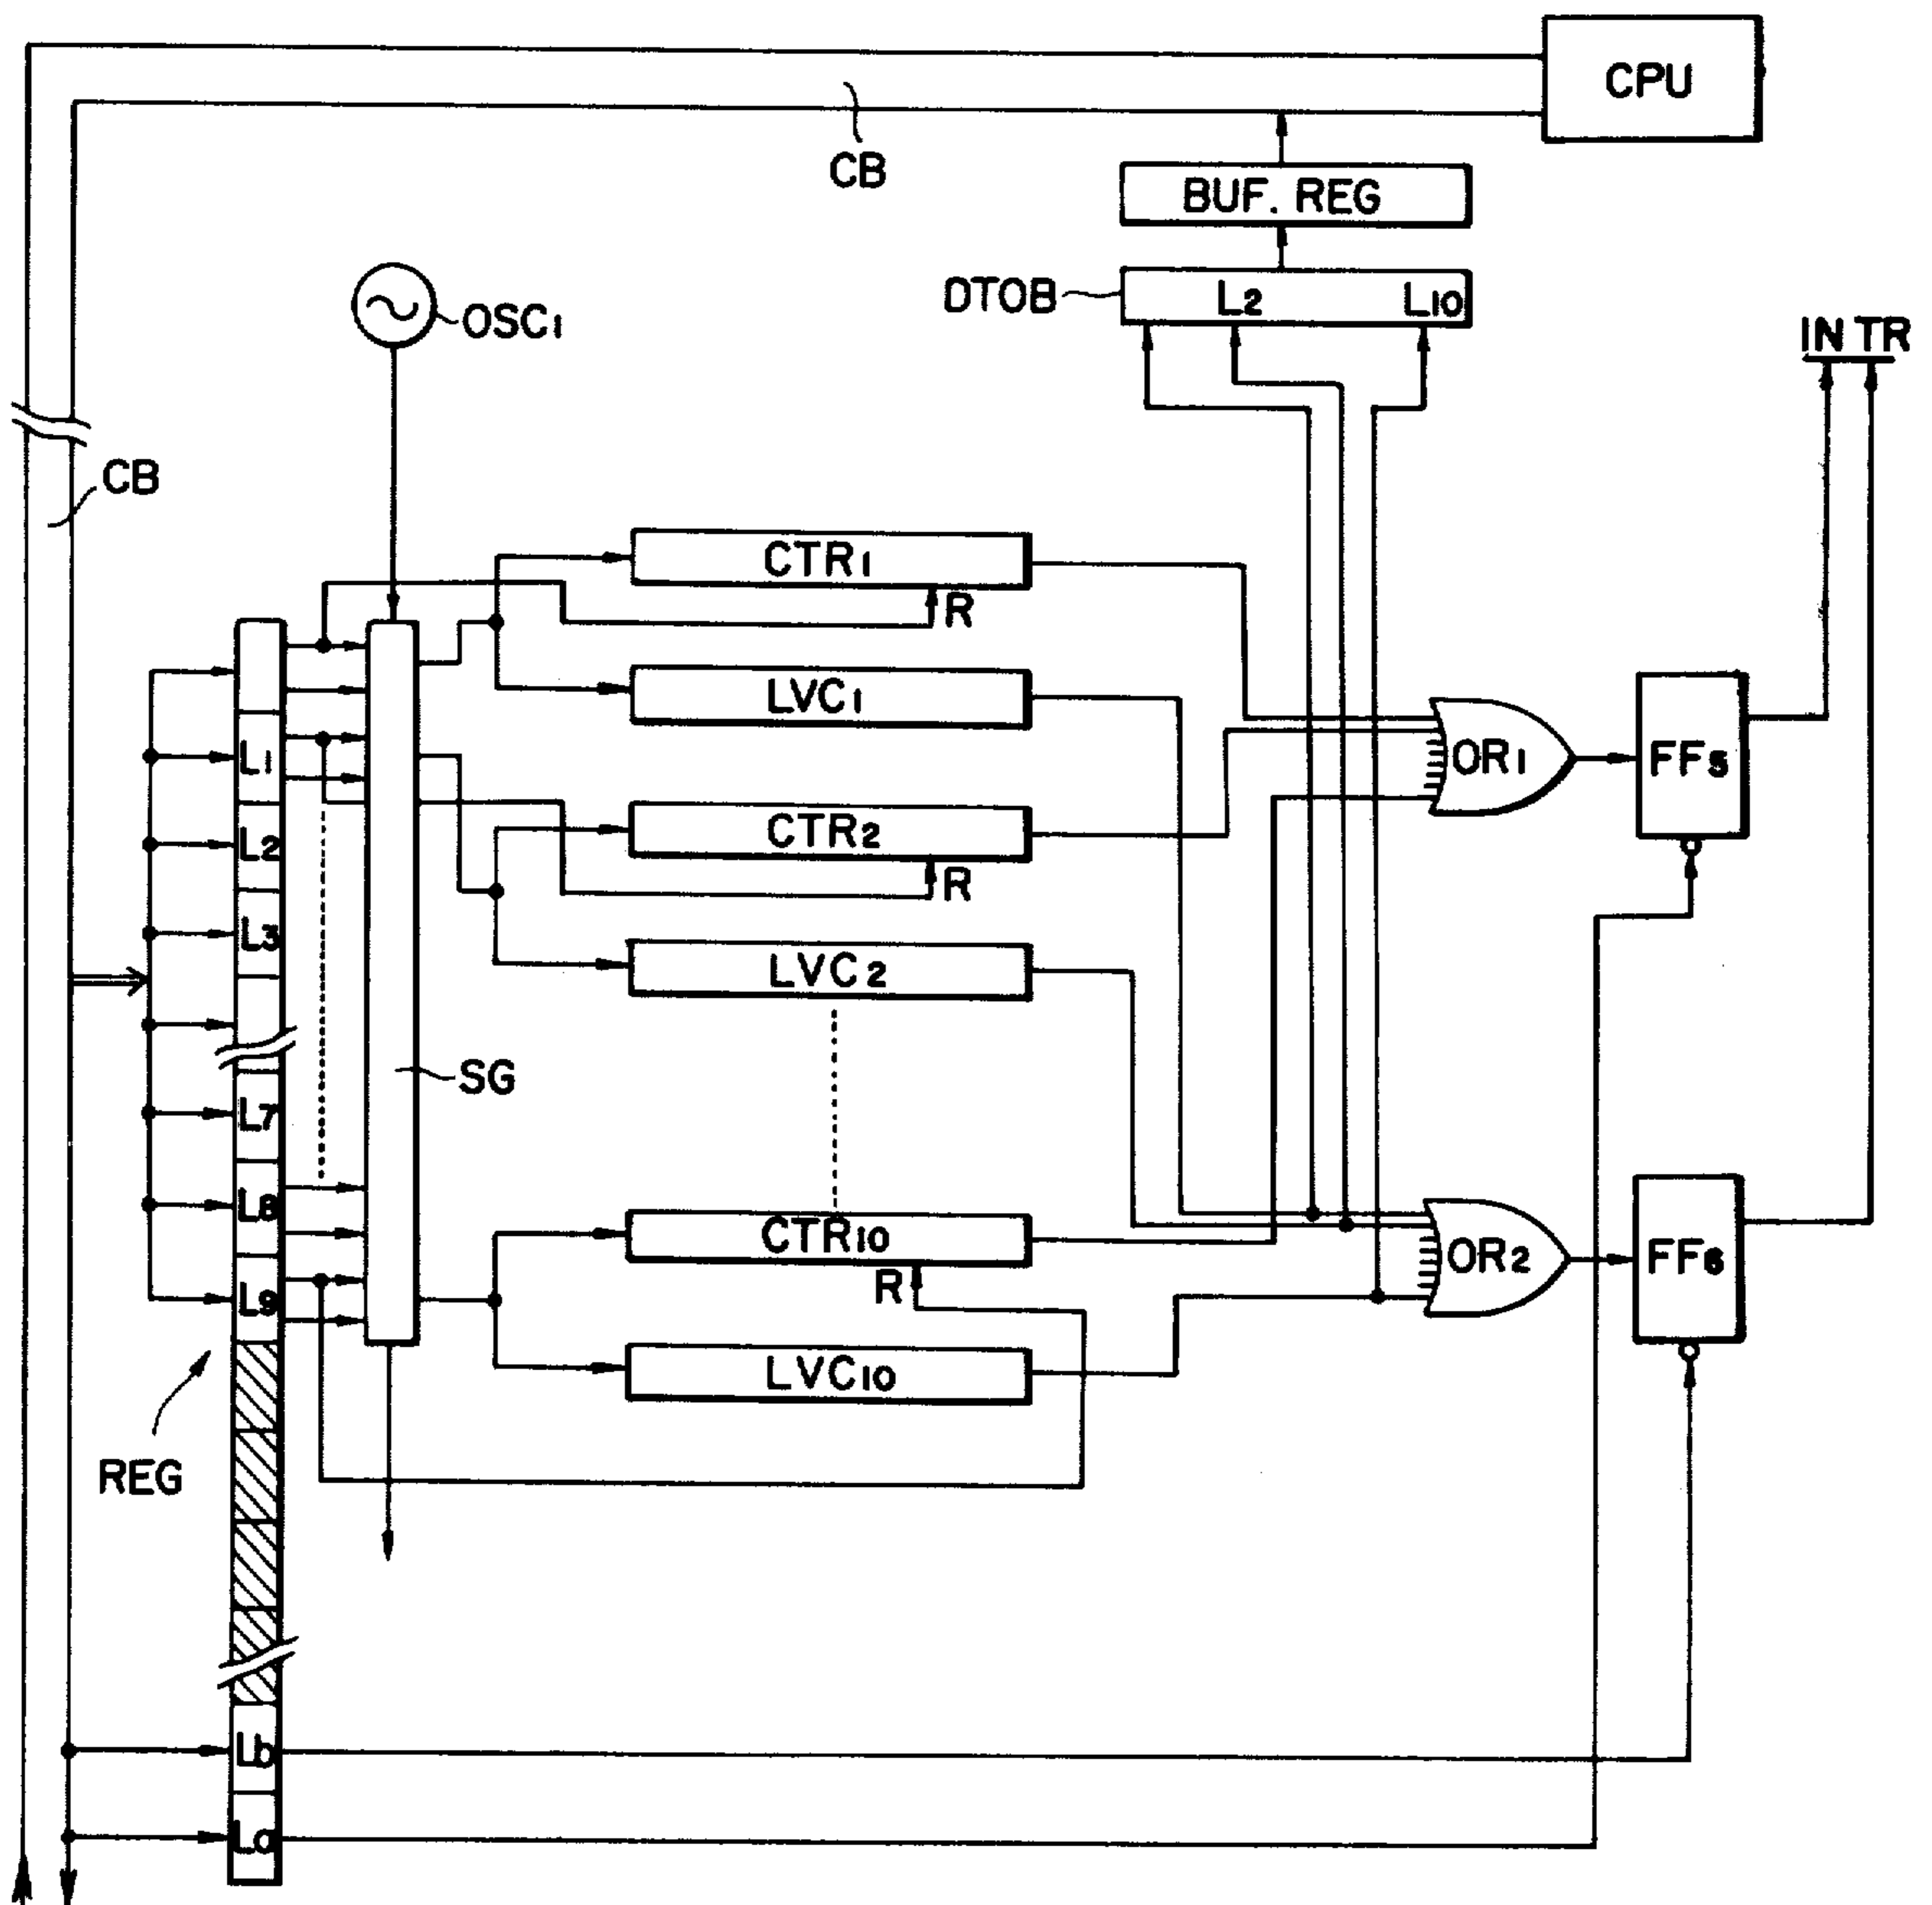 CPU
CB
BUF. REG
DTOB
L2
L10
OSC1
IN TR
CB
CTR1
R
LVC1
L1
OR1
FF5
L2
CTR2
R
L3
LVC2
SG
L7
L8
CTR10
OR2
FF6
R
L9
LVC10
REG
Lb
La